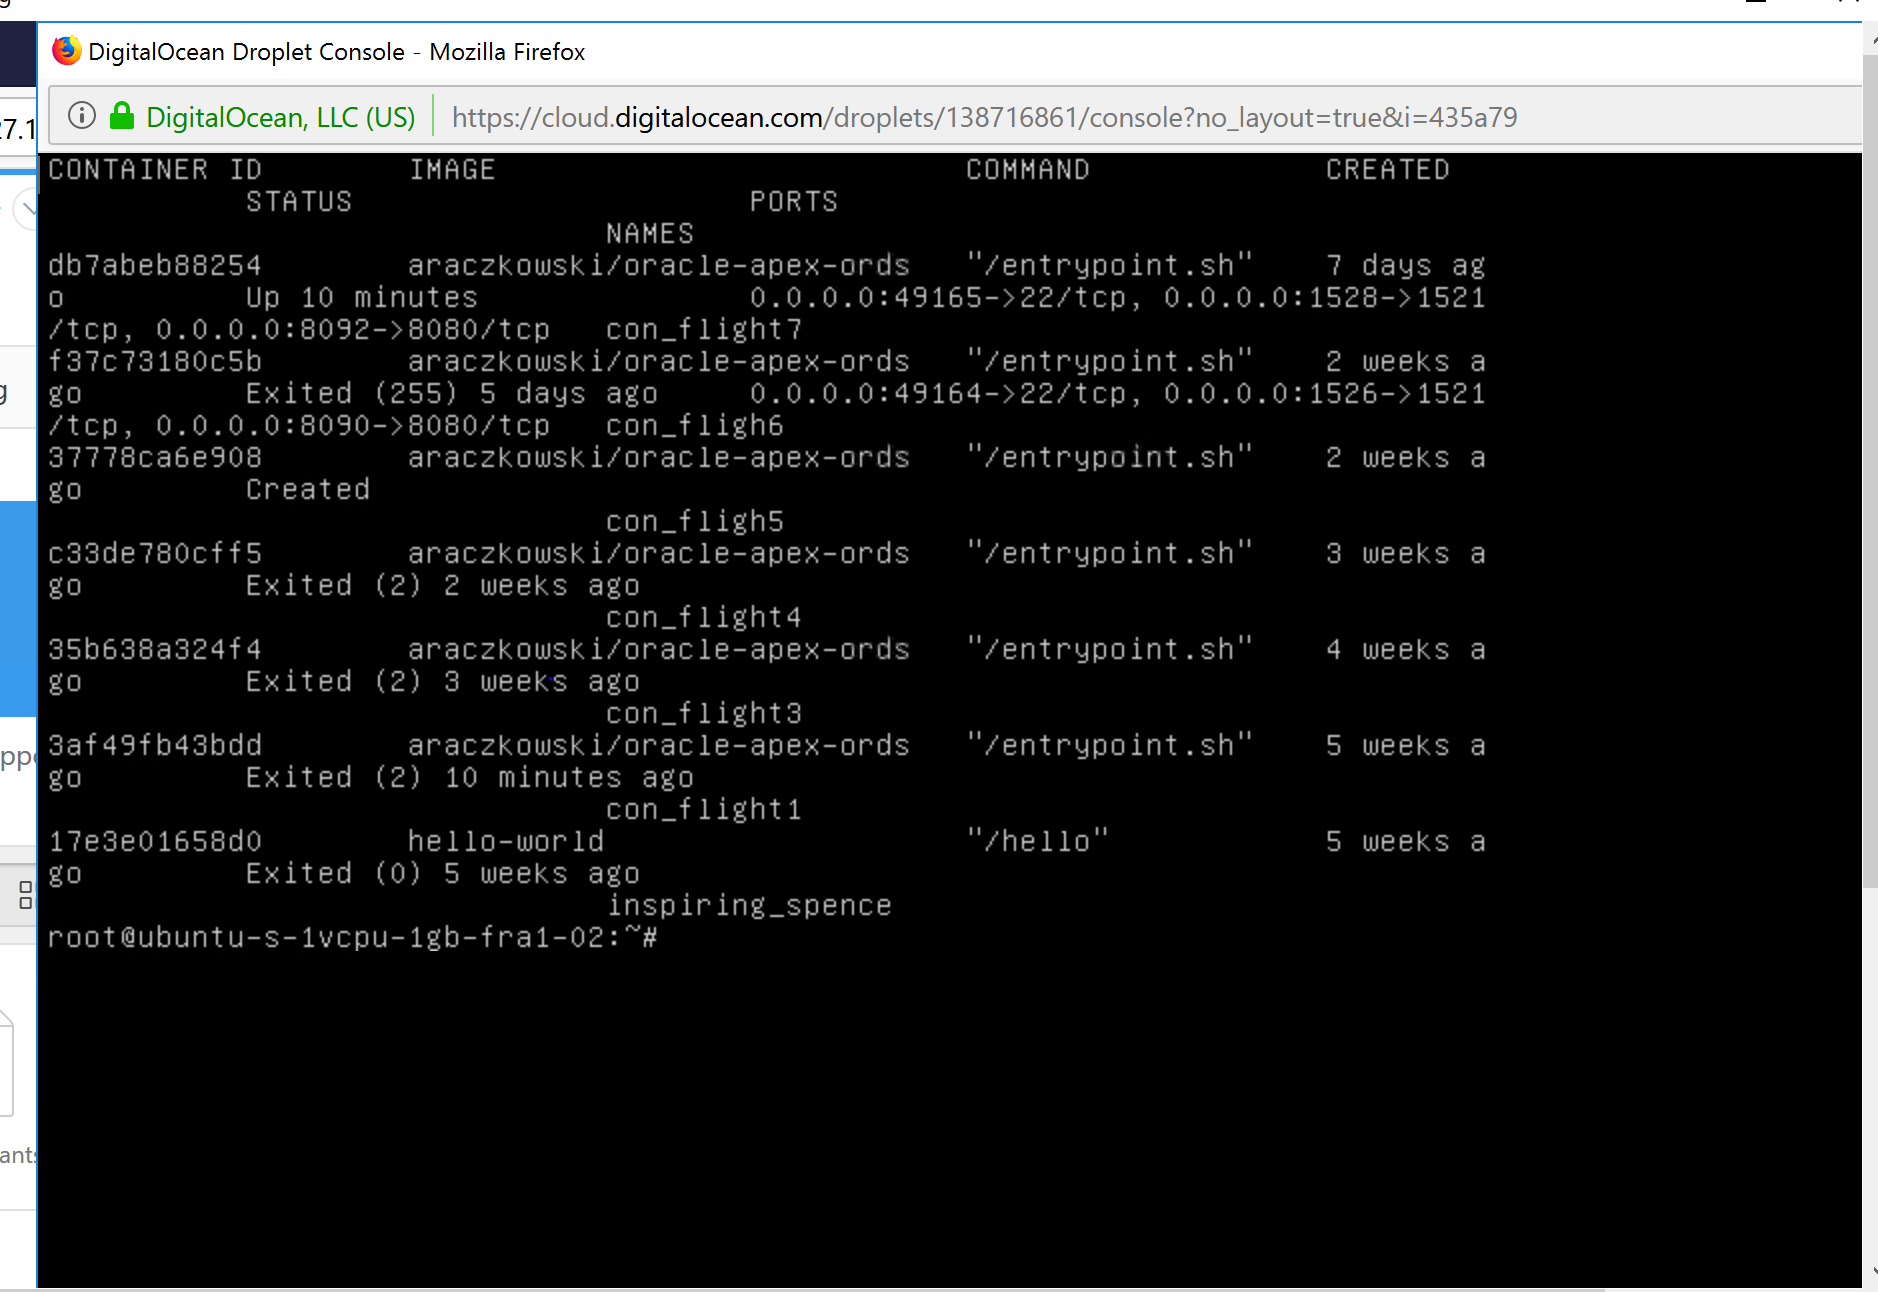 DigitalOcean Droplet Console - Mozilla Firefox
DigitalOcean, LLC (US) https://cloud.digitalocean.com/droplets/138716861/console?no_layout=true&i=435a79
27.1
CONTAINER ID IMAGE COMMAND CREATED
STATUS PORTS
NAMES
db7abeb88254 araczkowski/oracle-apex-ords "/entrypoint.sh" 7 days ag
o Up 10 minutes 0.0.0.0:49165->22/tcp, 0.0.0.0:1528->1521
/tcp, 0.0.0.0:8092->8080/tcp con_flight7
f37c73180c5b araczkowski/oracle-apex-ords "/entrypoint.sh" 2 weeks a
go Exited (255) 5 days ago 0.0.0.0:49164->22/tcp, 0.0.0.0:1526->1521
/tcp, 0.0.0.0:8090->8080/tcp con_fligh6
37778ca6e908 araczkowski/oracle-apex-ords "/entrypoint.sh" 2 weeks a
go Created
con_fligh5
c33de780cff5 araczkowski/oracle-apex-ords "/entrypoint.sh" 3 weeks a
go Exited (2) 2 weeks ago
con_flight4
35b638a324f4 araczkowski/oracle-apex-ords "/entrypoint.sh" 4 weeks a
go Exited (2) 3 weeks ago
con_flight3
3af49fb43bdd araczkowski/oracle-apex-ords "/entrypoint.sh" 5 weeks a
go Exited (2) 10 minutes ago
con_flight1
17e3e01658d0 hello-world "/hello" 5 weeks a
go Exited (0) 5 weeks ago
inspiring_spence
root@ubuntu-s-1vcpu-1gb-fra1-02:~#